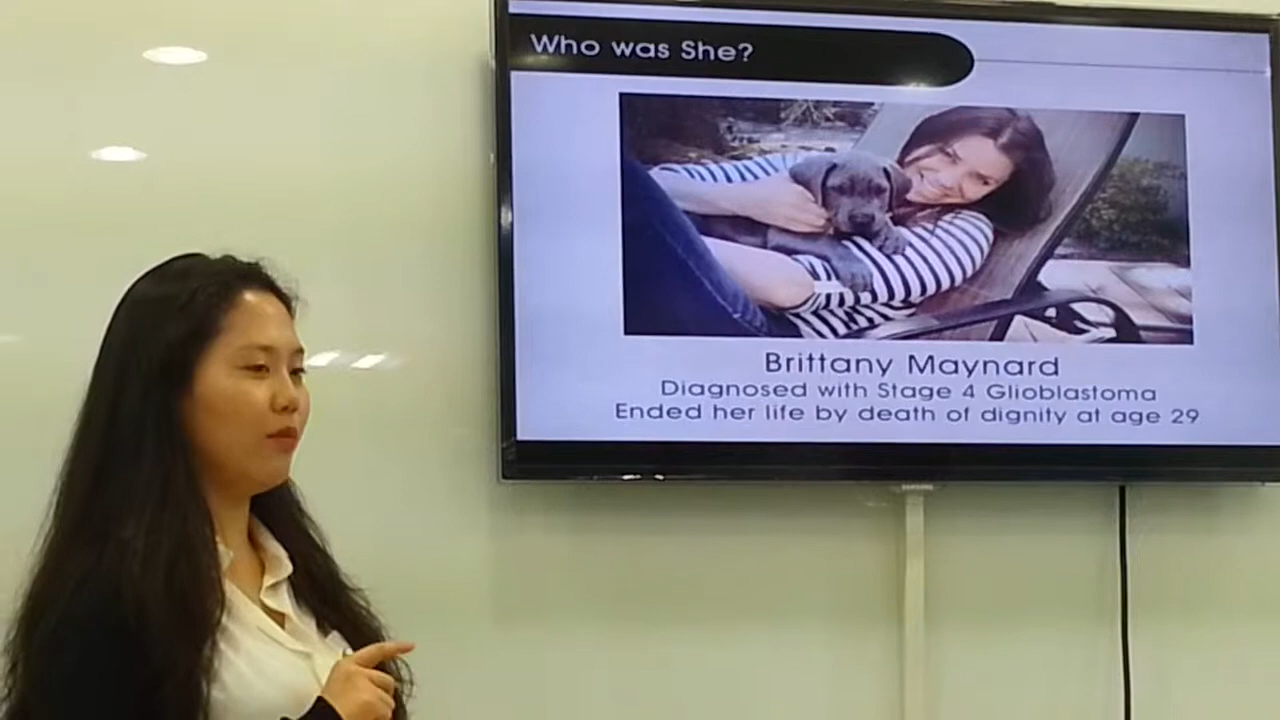 Who was She?
Brittany Maynard
Diagnosed with Stage 4 Glioblastoma
Ended her life by death of dignity at age 29